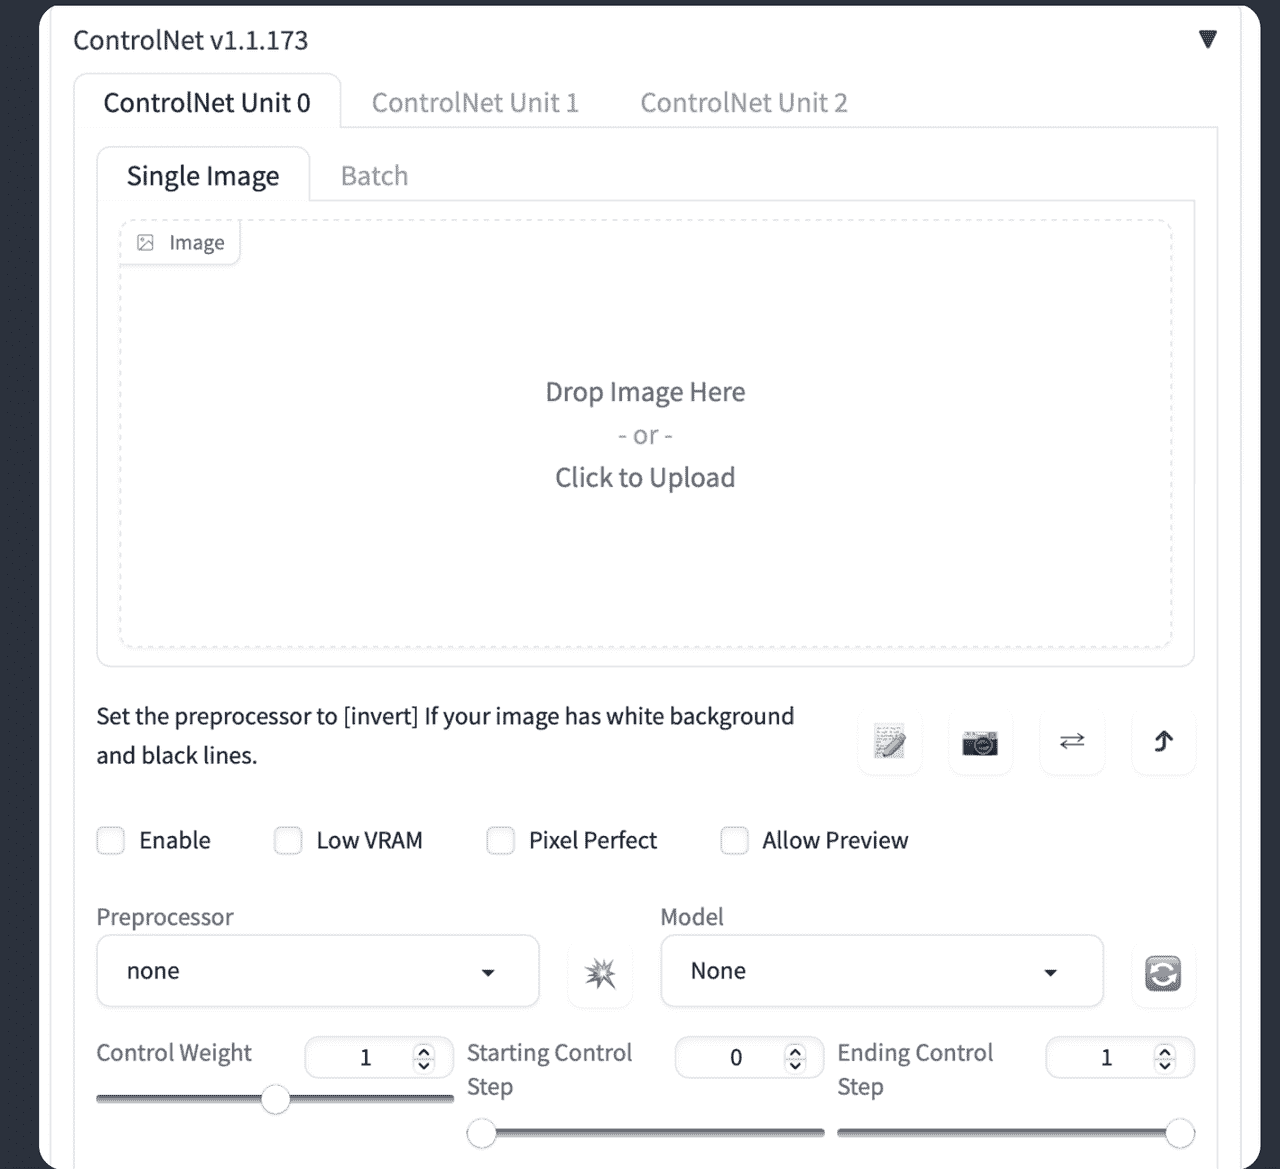 ControlNet v1.1.173
ControlNet Unit 0 ControlNet Unit 1 ControlNet Unit 2
Single Image Batch
Image
Drop Image Here
- or -
Click to Upload
Set the preprocessor to [invert] If your image has white background
and black lines.
Enable Low VRAM Pixel Perfect Allow Preview
Preprocessor Model
none None
Control Weight 1 Starting Control 0 Ending Control 1
Step Step